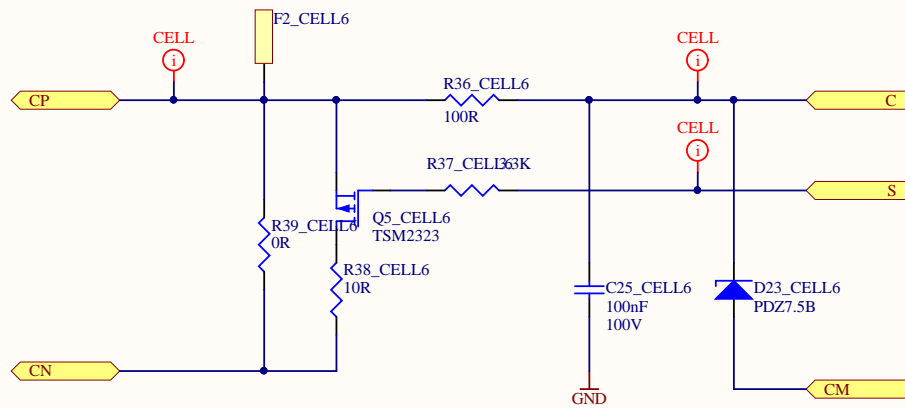 F2_CELL6
CELL
i
CELL
i
CP
R36_CELL6
100R
C
CELL
i
R37_CELL6
3.3K
S
Q5_CELL6
TSM2323
R39_CELL6
0R
R38_CELL6
10R
C25_CELL6
100nF
100V
D23_CELL6
PDZ7.5B
CN
GND
CM